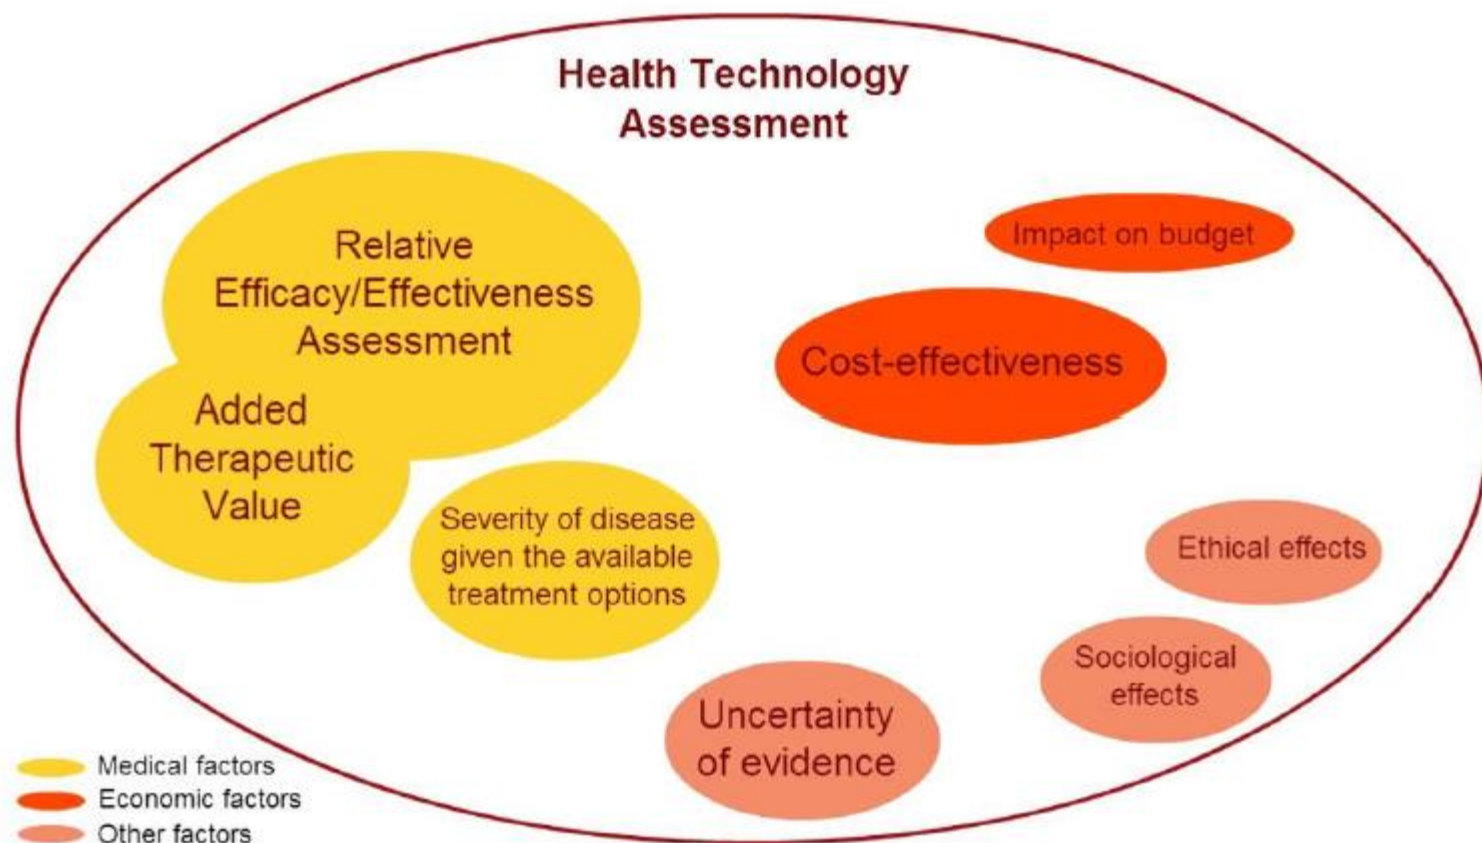 Health Technology
Assessment
Relative
Efficacy/Effectiveness
Assessment
Added
Therapeutic
Value
Severity of disease
given the available
treatment options
Impact on budget
Cost-effectiveness
Ethical effects
Sociological
effects
Uncertainty
of evidence
Medical factors
Economic factors
Other factors